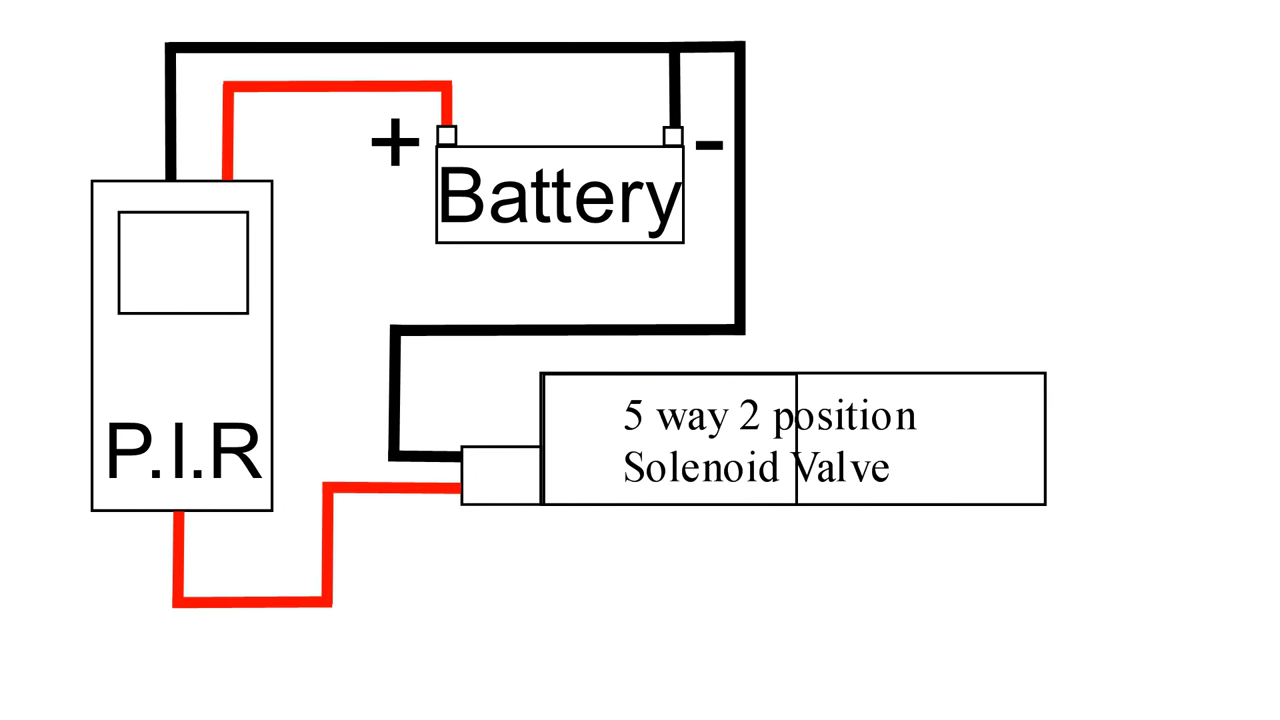 +
-
Battery
P.I.R
5 way 2 position
Solenoid Valve